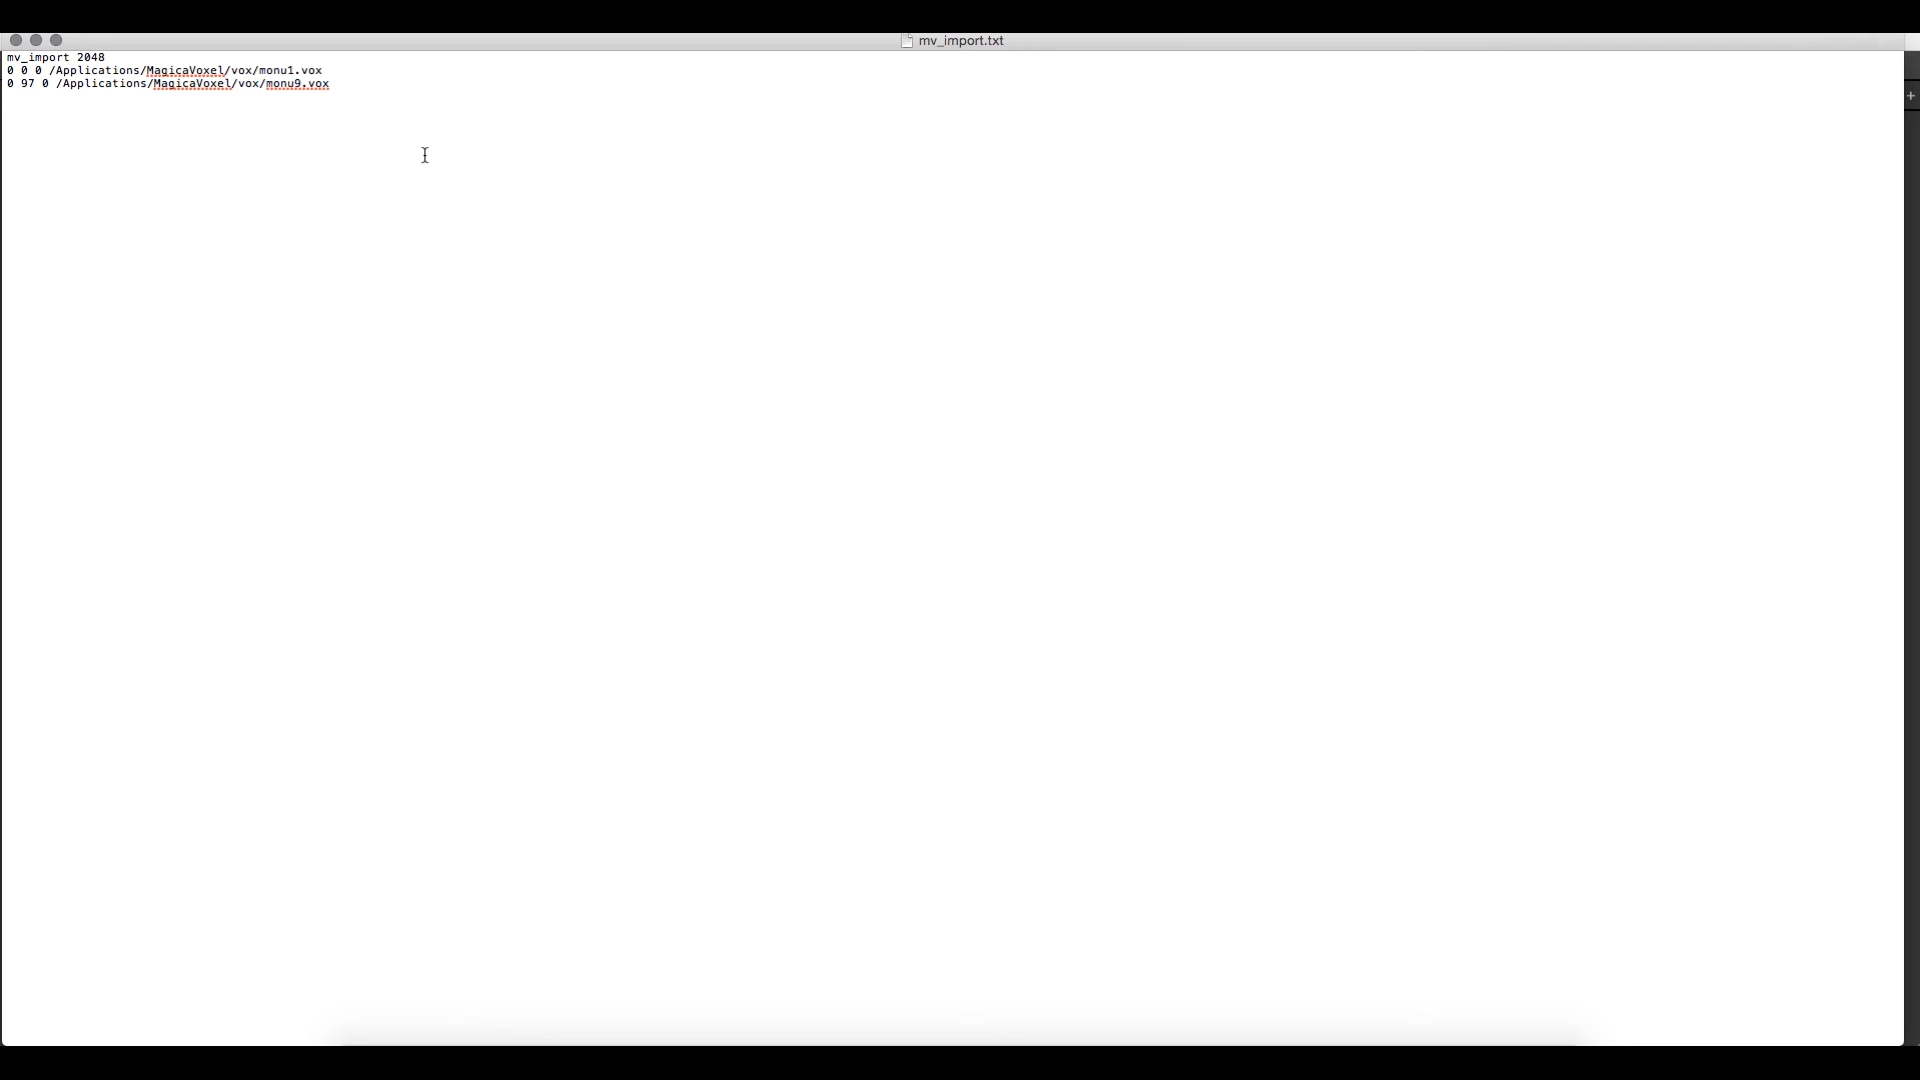 mv_import.txt
mv_import 2048
0 0 0 /Applications/MagicaVoxel/vox/monu1.vox
0 97 0 /Applications/MagicaVoxel/vox/monu9.vox